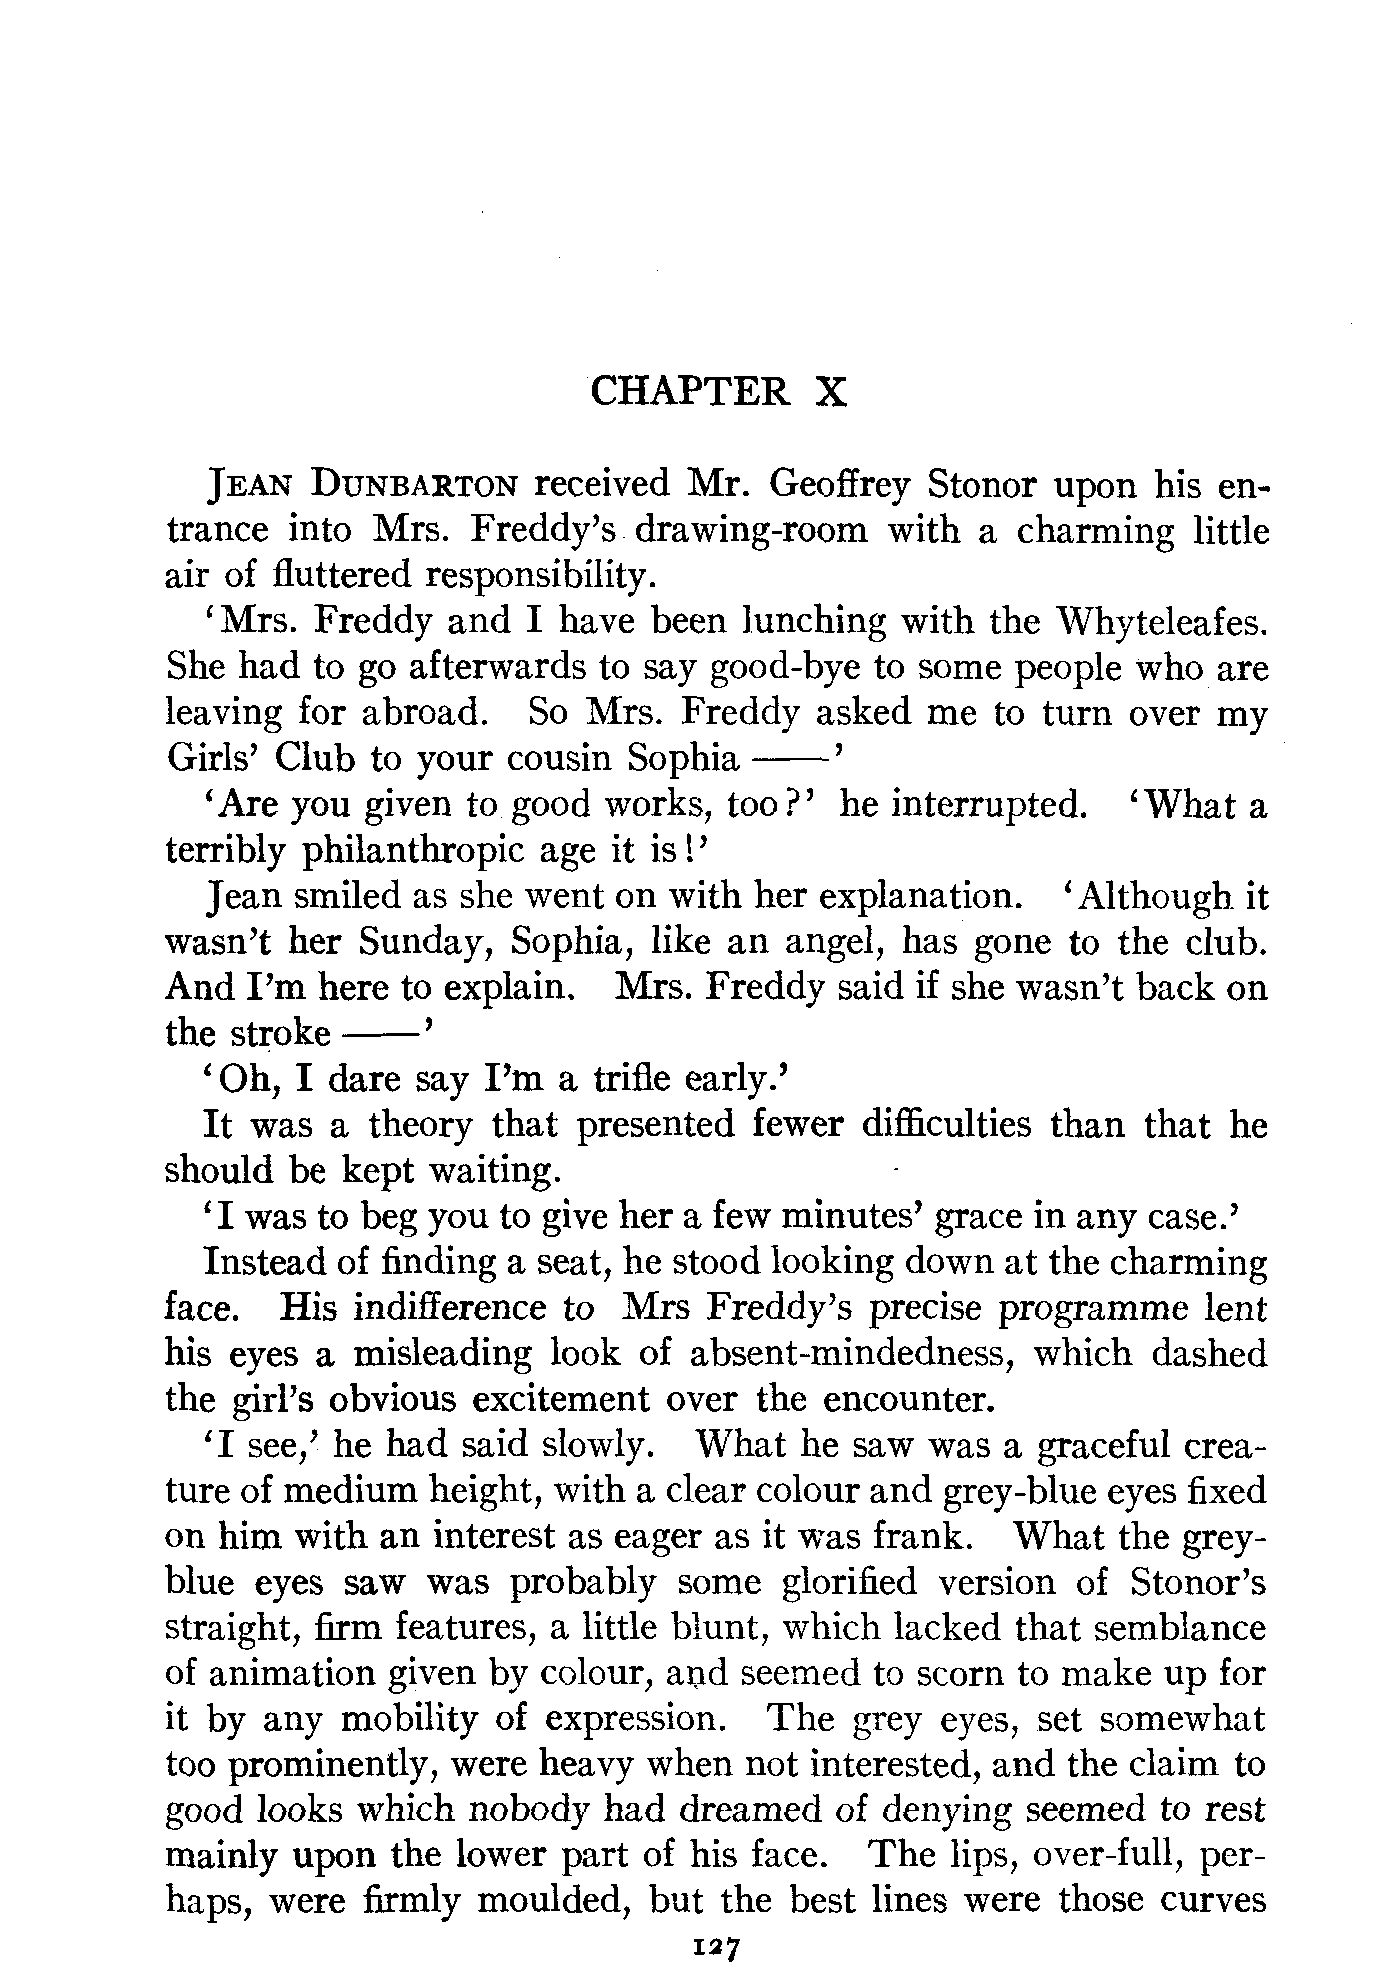 CHAPTER X
JEAN DUNBARTON received Mr. Geoffrey Stonor upon his en-
trance into Mrs. Freddy's drawing-room with a charming little
air of fluttered responsibility.
‘Mrs. Freddy and I have been lunching with the Whyteleafes.
She had to go afterwards to say good-bye to some people who are
leaving for abroad. So Mrs. Freddy asked me to turn over my
Girls’ Club to your cousin Sophia ——’
‘Are you given to good works, too?’ he interrupted. ‘What a
terribly philanthropic age it is!’
Jean smiled as she went on with her explanation. ‘Although it
wasn’t her Sunday, Sophia, like an angel, has gone to the club.
And I’m here to explain. Mrs. Freddy said if she wasn’t back on
the stroke ——’
‘Oh, I dare say I’m a trifle early.’
It was a theory that presented fewer difficulties than that he
should be kept waiting.
‘I was to beg you to give her a few minutes’ grace in any case.’
Instead of finding a seat, he stood looking down at the charming
face. His indifference to Mrs Freddy’s precise programme lent
his eyes a misleading look of absent-mindedness, which dashed
the girl’s obvious excitement over the encounter.
‘I see,’ he had said slowly. What he saw was a graceful crea-
ture of medium height, with a clear colour and grey-blue eyes fixed
on him with an interest as eager as it was frank. What the grey-
blue eyes saw was probably some glorified version of Stonor’s
straight, firm features, a little blunt, which lacked that semblance
of animation given by colour, and seemed to scorn to make up for
it by any mobility of expression. The grey eyes, set somewhat
too prominently, were heavy when not interested, and the claim to
good looks which nobody had dreamed of denying seemed to rest
mainly upon the lower part of his face. The lips, over-full, per-
haps, were firmly moulded, but the best lines were those curves
127